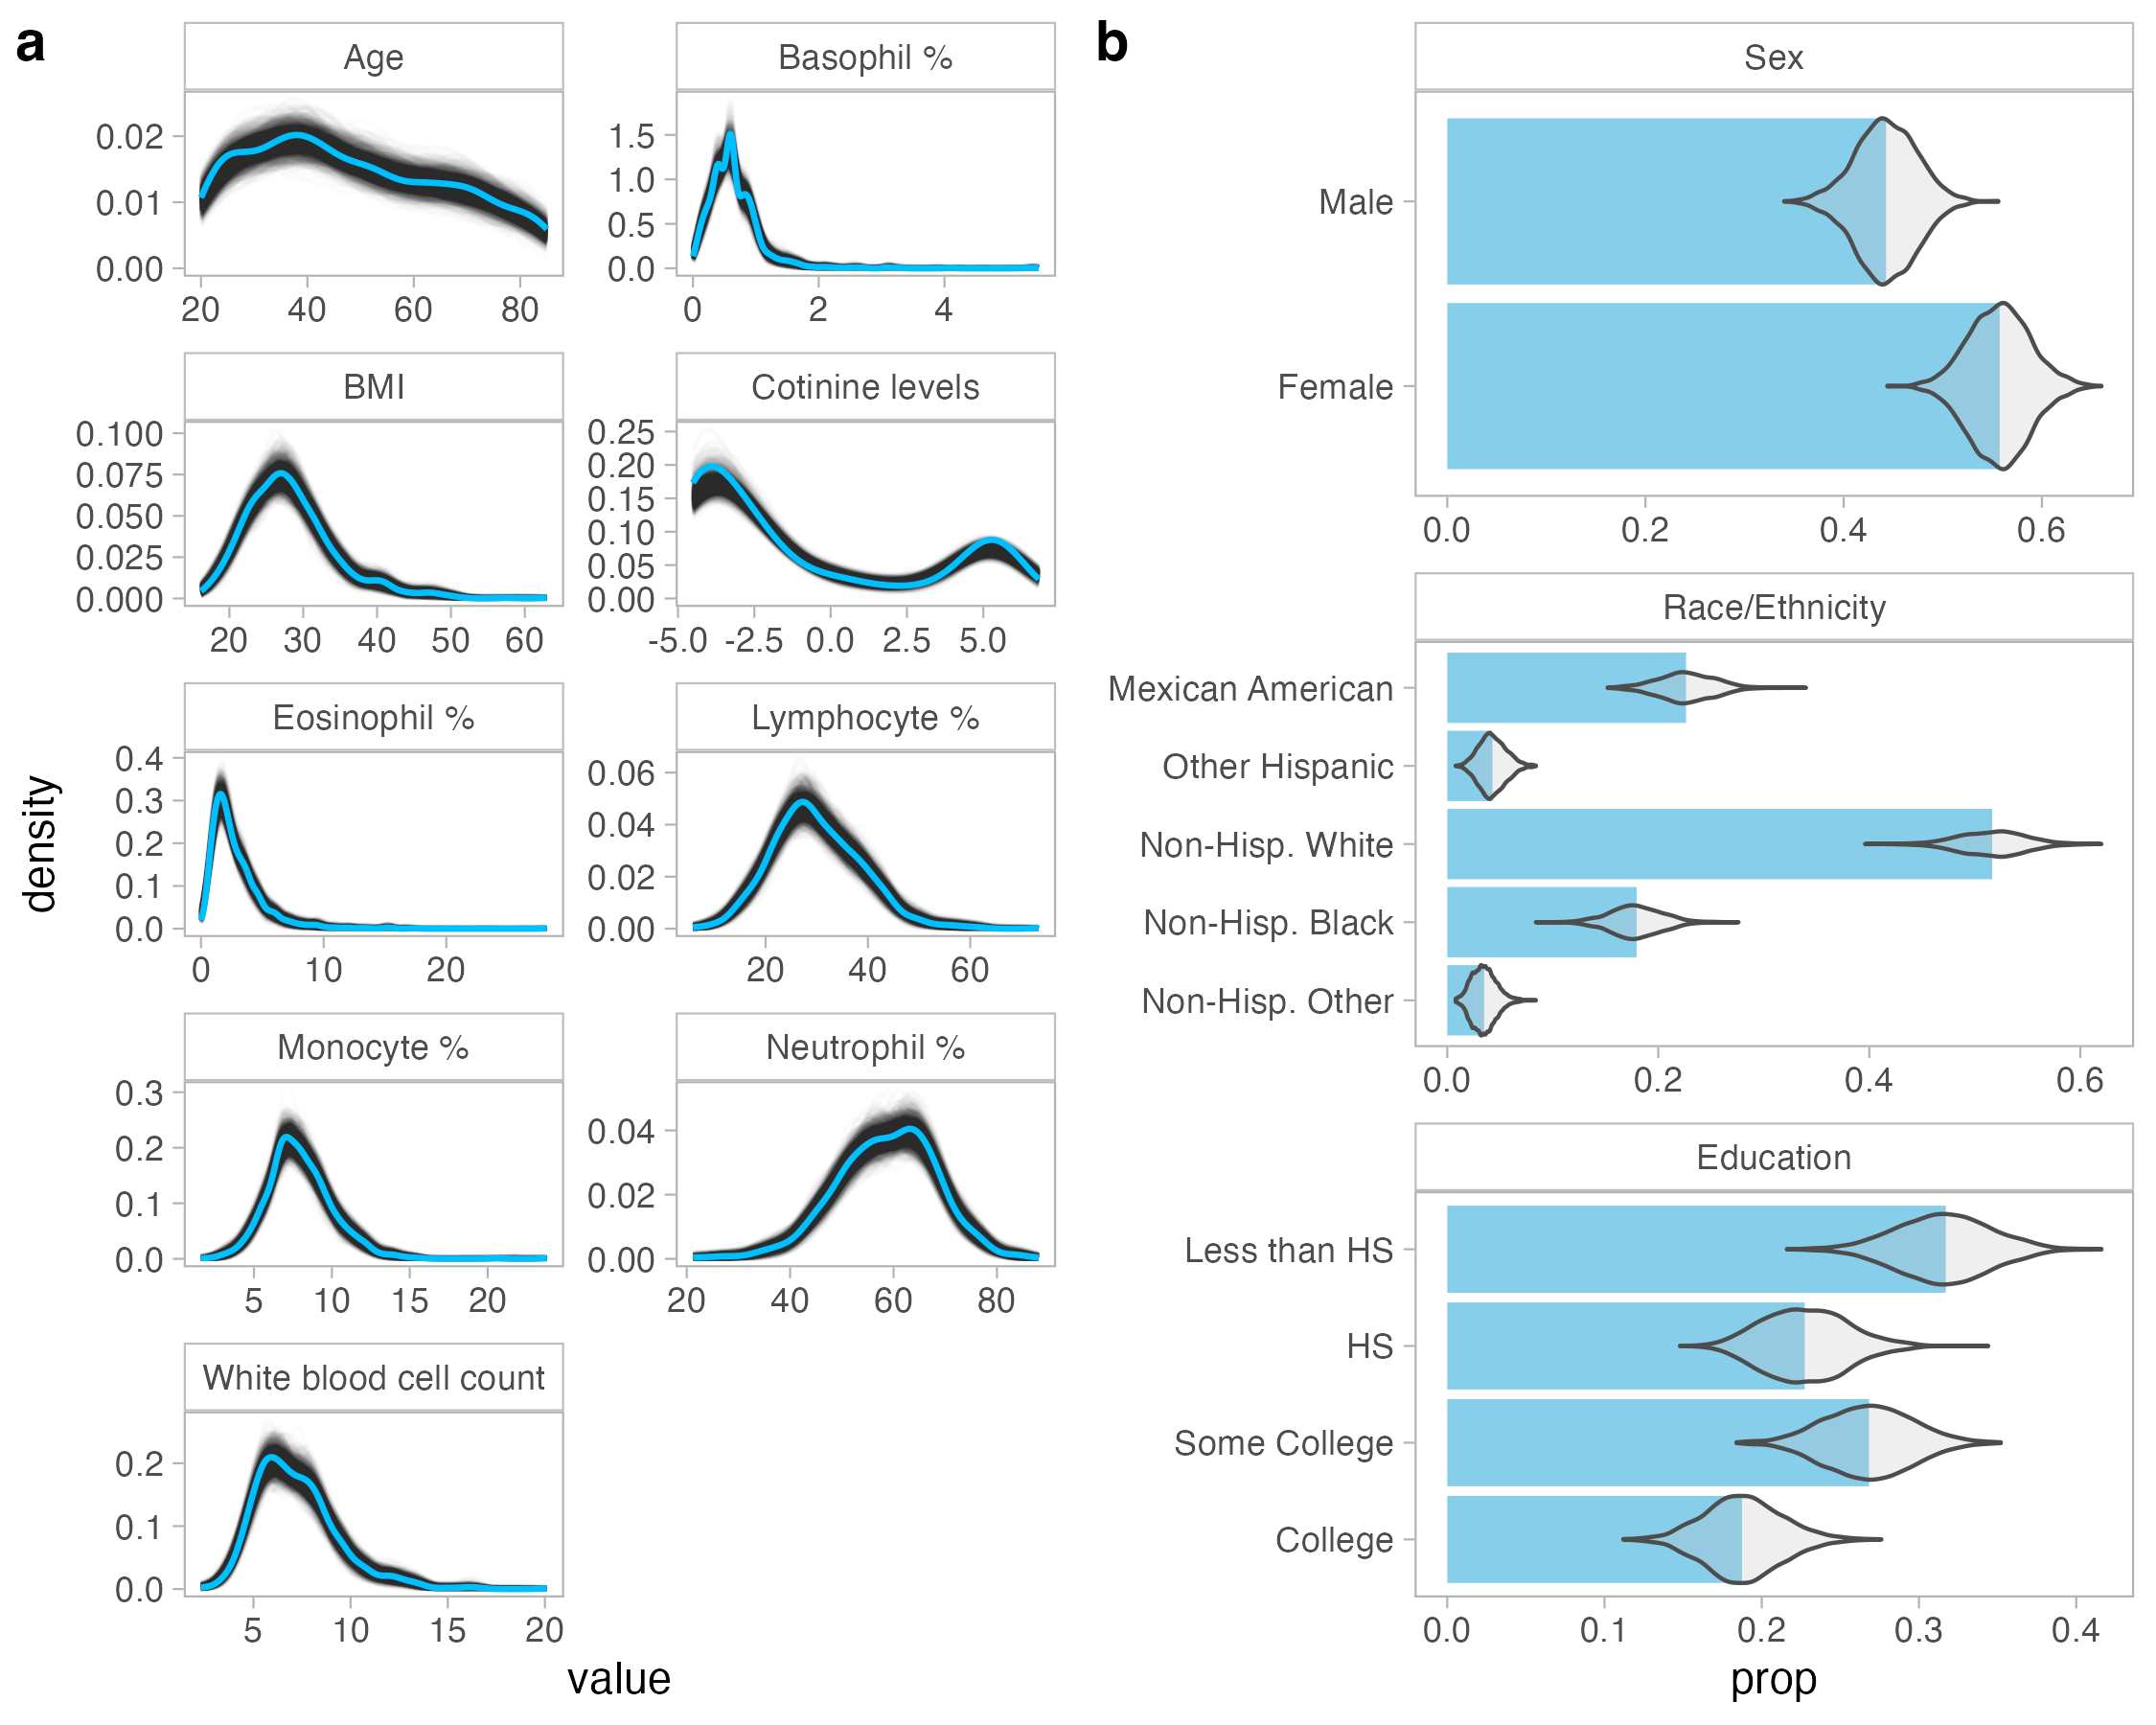 a
Age
0.02
0.01
0.00
20 40 60 80
Basophil %
1.5
1.0
0.5
0.0
0 2 4
BMI
0.100
0.075
0.050
0.025
0.000
20 30 40 50 60
Cotinine levels
0.25
0.20
0.15
0.10
0.05
0.00
-5.0 -2.5 0.0 2.5 5.0
Eosinophil %
0.4
0.3
0.2
0.1
0.0
0 10 20
Lymphocyte %
0.06
0.04
0.02
0.00
20 40 60
Monocyte %
0.3
0.2
0.1
0.0
5 10 15 20
Neutrophil %
0.04
0.02
0.00
20 40 60 80
White blood cell count
0.2
0.1
0.0
5 10 15 20
density
value
b
Sex
Male
Female
0.0 0.2 0.4 0.6
Race/Ethnicity
Mexican American
Other Hispanic
Non-Hisp. White
Non-Hisp. Black
Non-Hisp. Other
0.0 0.2 0.4 0.6
Education
Less than HS
HS
Some College
College
0.0 0.1 0.2 0.3 0.4
prop